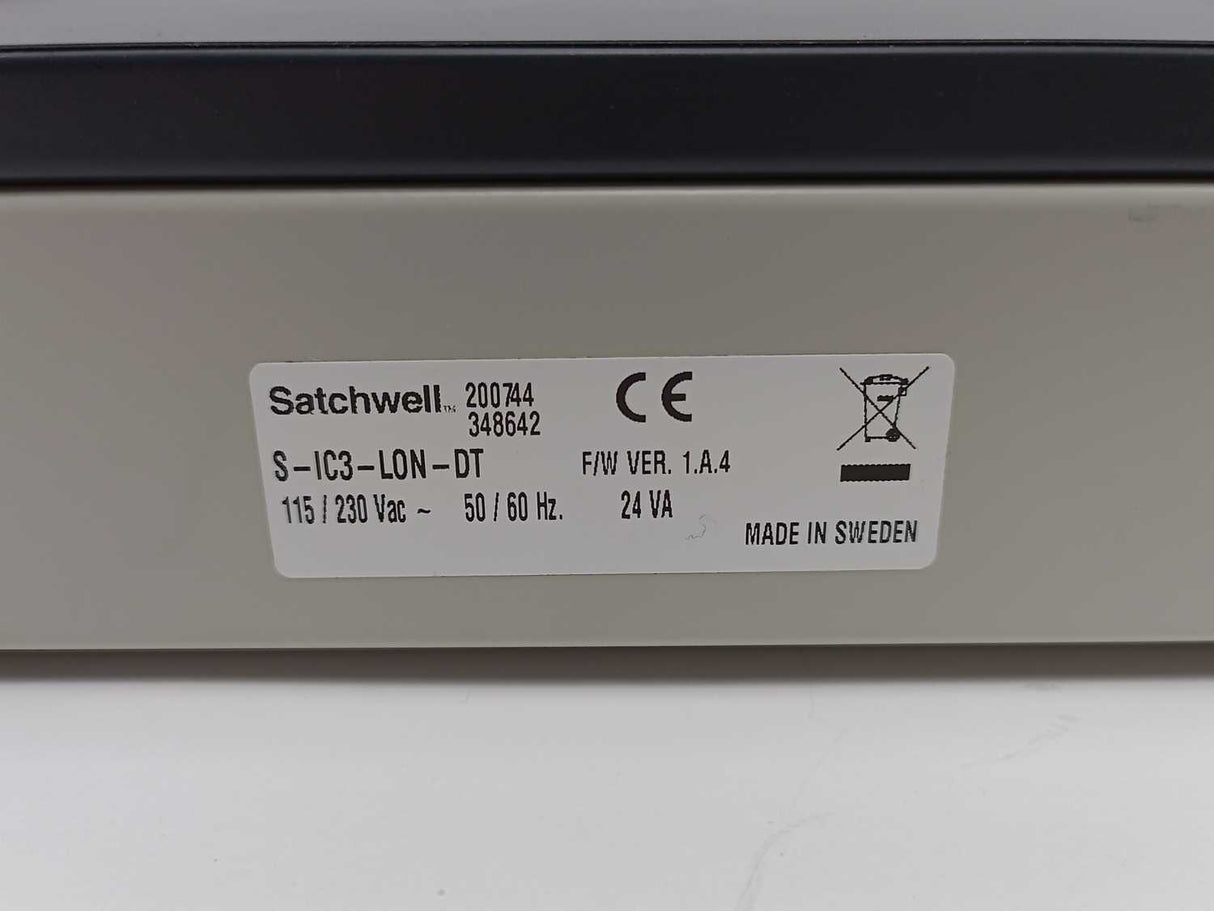 Satchwell™ 200744
348642
CE
S-IC3-LON-DT F/W VER. 1.A.4
115 / 230 Vac ~ 50 / 60 Hz. 24 VA
MADE IN SWEDEN